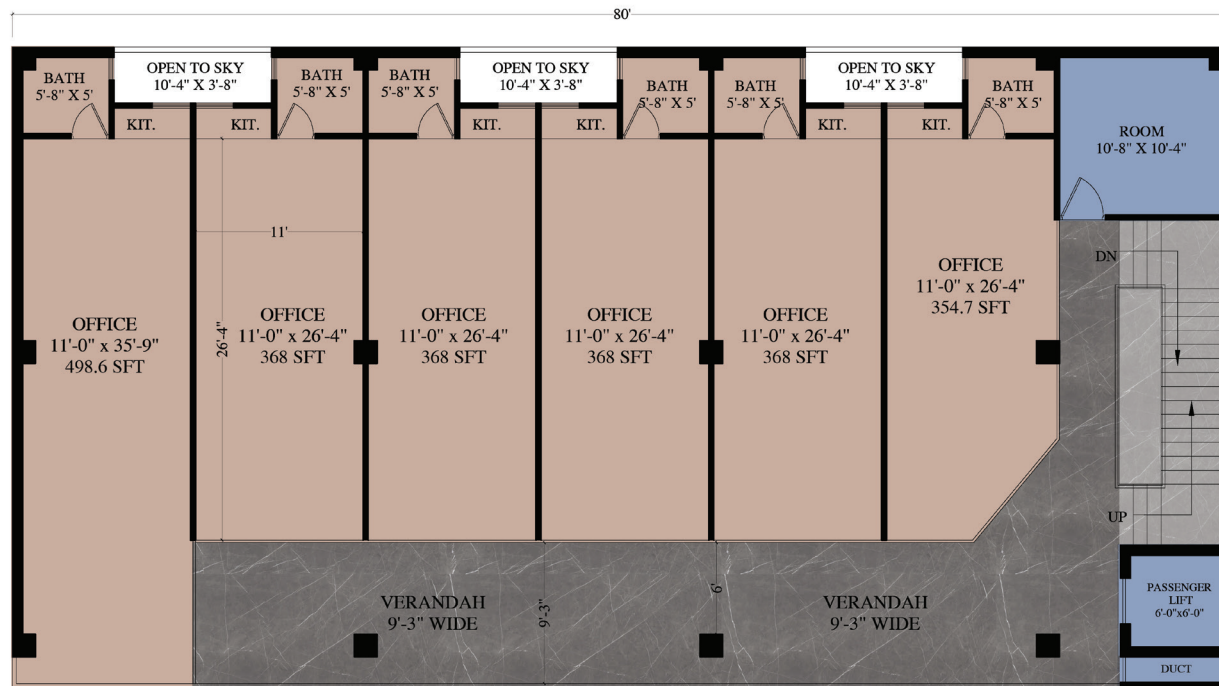 80'
BATH
5'-8" X 5'
OPEN TO SKY
10'-4" X 3'-8"
BATH
5'-8" X 5'
BATH
5'-8" X 5'
OPEN TO SKY
10'-4" X 3'-8"
BATH
5'-8" X 5'
BATH
5'-8" X 5'
OPEN TO SKY
10'-4" X 3'-8"
BATH
5'-8" X 5'
KIT.
KIT.
KIT.
KIT.
KIT.
KIT.
ROOM
10'-8" X 10'-4"
11'
26'-4"
DN
OFFICE
11'-0" x 35'-9"
498.6 SFT
OFFICE
11'-0" x 26'-4"
368 SFT
OFFICE
11'-0" x 26'-4"
368 SFT
OFFICE
11'-0" x 26'-4"
368 SFT
OFFICE
11'-0" x 26'-4"
368 SFT
OFFICE
11'-0" x 26'-4"
354.7 SFT
UP
VERANDAH
9'-3" WIDE
9'-3"
6'
VERANDAH
9'-3" WIDE
PASSENGER
LIFT
6'-0"x6'-0"
DUCT